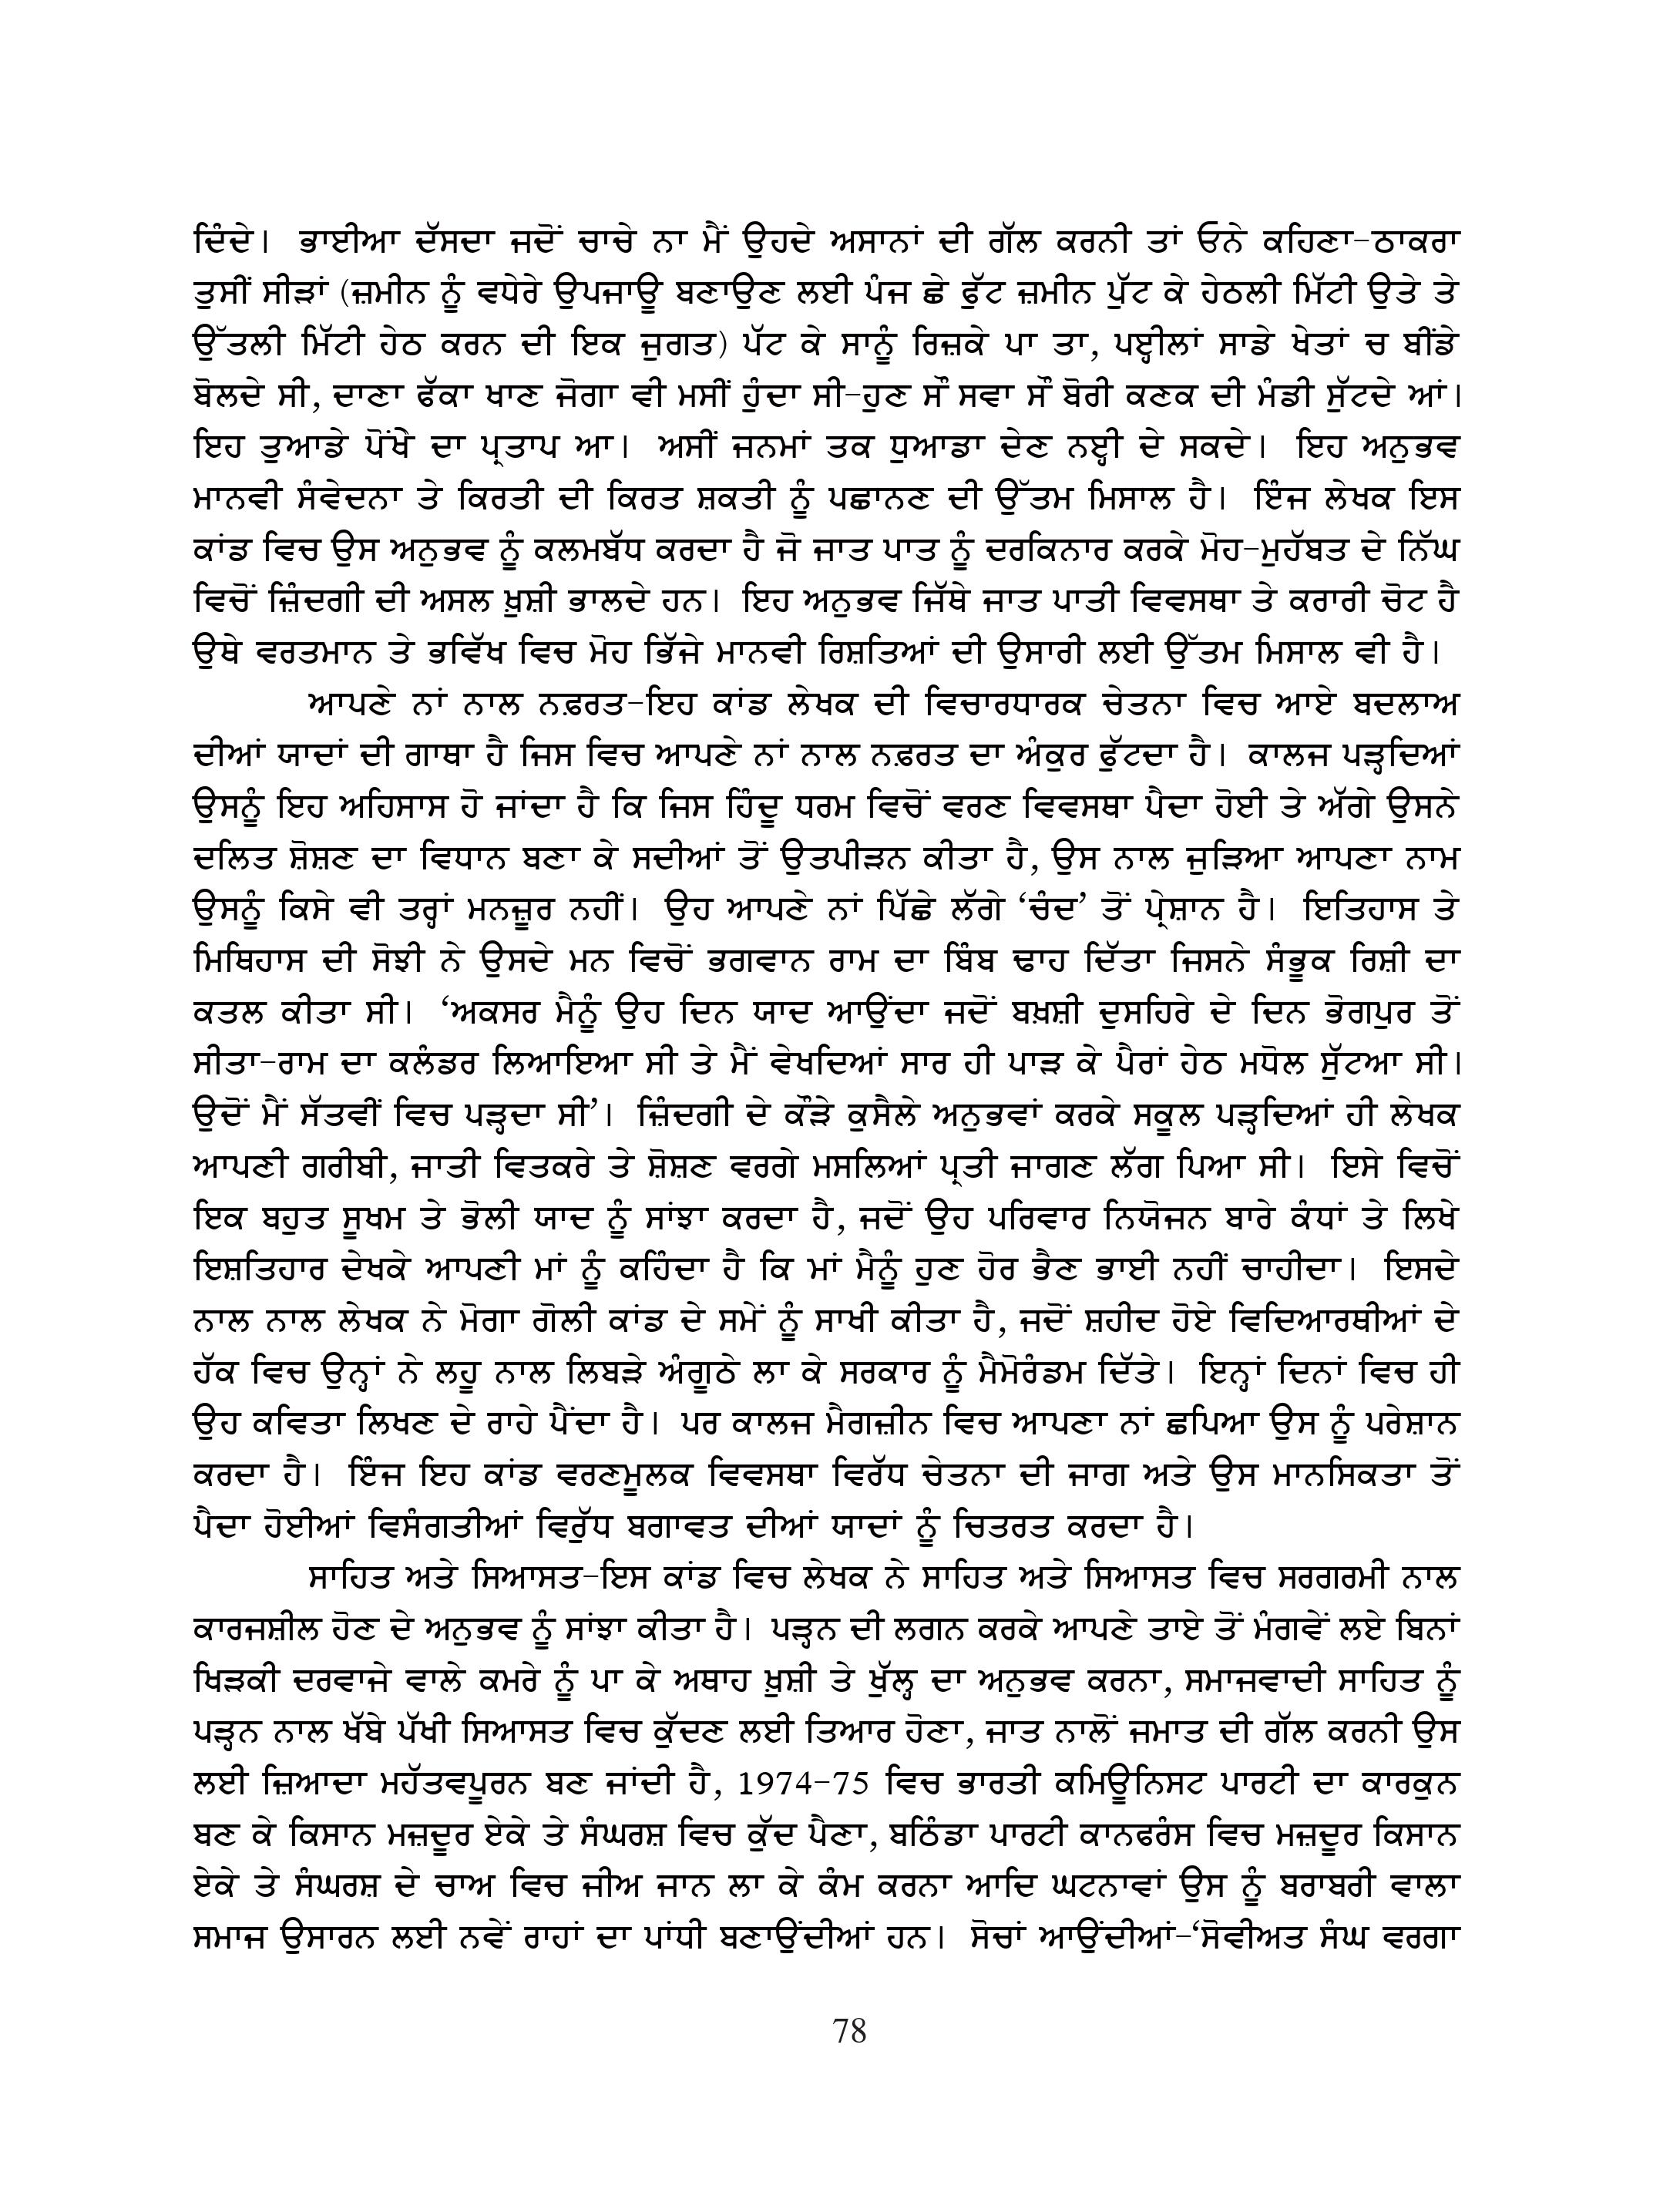 ਦਿੰਦੇ। ਭਾਈਆ ਦੱਸਦਾ ਜਦੋਂ ਚਾਚੇ ਨਾ ਮੈਂ ਉਹਦੇ ਅਸਾਨਾਂ ਦੀ ਗੱਲ ਕਰਨੀ ਤਾਂ ਓਨੇ ਕਹਿਣਾ-ਠਾਕਰਾ
ਤੁਸੀਂ ਸੀੜਾਂ (ਜ਼ਮੀਨ ਨੂੰ ਵਧੇਰੇ ਉਪਜਾਊ ਬਣਾਉਣ ਲਈ ਪੰਜ ਛੇ ਫੁੱਟ ਜ਼ਮੀਨ ਪੁੱਟ ਕੇ ਹੇਠਲੀ ਮਿੱਟੀ ਉਤੇ ਤੇ
ਉੱਤਲੀ ਮਿੱਟੀ ਹੇਠ ਕਰਨ ਦੀ ਇਕ ਜੁਗਤ) ਪੱਟ ਕੇ ਸਾਨੂੰ ਰਿਜ਼ਕੇ ਪਾ ਤਾ, ਪਈ੍ਹਲਾਂ ਸਾਡੇ ਖੇਤਾਂ ਚ ਬੀਂਡੇ
ਬੋਲਦੇ ਸੀ, ਦਾਣਾ ਫੱਕਾ ਖਾਣ ਜੋਗਾ ਵੀ ਮਸੀਂ ਹੁੰਦਾ ਸੀ-ਹੁਣ ਸੌ ਸਵਾ ਸੌ ਬੋਰੀ ਕਣਕ ਦੀ ਮੰਡੀ ਸੁੱਟਦੇ ਆਂ।
ਇਹ ਤੁਆਡੇ ਪੋਂਖੇ ਦਾ ਪ੍ਰਤਾਪ ਆ। ਅਸੀਂ ਜਨਮਾਂ ਤਕ ਧੁਆਡਾ ਦੇਣ ਨਈ੍ਹ ਦੇ ਸਕਦੇ। ਇਹ ਅਨੁਭਵ
ਮਾਨਵੀ ਸੰਵੇਦਨਾ ਤੇ ਕਿਰਤੀ ਦੀ ਕਿਰਤ ਸ਼ਕਤੀ ਨੂੰ ਪਛਾਨਣ ਦੀ ਉੱਤਮ ਮਿਸਾਲ ਹੈ। ਇੰਜ ਲੇਖਕ ਇਸ
ਕਾਂਡ ਵਿਚ ਉਸ ਅਨੁਭਵ ਨੂੰ ਕਲਮਬੱਧ ਕਰਦਾ ਹੈ ਜੋ ਜਾਤ ਪਾਤ ਨੂੰ ਦਰਕਿਨਾਰ ਕਰਕੇ ਮੋਹ-ਮੁਹੱਬਤ ਦੇ ਨਿੱਘ
ਵਿਚੋਂ ਜ਼ਿੰਦਗੀ ਦੀ ਅਸਲ ਖ਼ੁਸ਼ੀ ਭਾਲਦੇ ਹਨ। ਇਹ ਅਨੁਭਵ ਜਿੱਥੇ ਜਾਤ ਪਾਤੀ ਵਿਵਸਥਾ ਤੇ ਕਰਾਰੀ ਚੋਟ ਹੈ
ਉਥੇ ਵਰਤਮਾਨ ਤੇ ਭਵਿੱਖ ਵਿਚ ਮੋਹ ਭਿੱਜੇ ਮਾਨਵੀ ਰਿਸ਼ਤਿਆਂ ਦੀ ਉਸਾਰੀ ਲਈ ਉੱਤਮ ਮਿਸਾਲ ਵੀ ਹੈ।
ਆਪਣੇ ਨਾਂ ਨਾਲ ਨਫ਼ਰਤ-ਇਹ ਕਾਂਡ ਲੇਖਕ ਦੀ ਵਿਚਾਰਧਾਰਕ ਚੇਤਨਾ ਵਿਚ ਆਏ ਬਦਲਾਅ
ਦੀਆਂ ਯਾਦਾਂ ਦੀ ਗਾਥਾ ਹੈ ਜਿਸ ਵਿਚ ਆਪਣੇ ਨਾਂ ਨਾਲ ਨਫ਼ਰਤ ਦਾ ਅੰਕੁਰ ਫੁੱਟਦਾ ਹੈ। ਕਾਲਜ ਪੜ੍ਹਦਿਆਂ
ਉਸਨੂੰ ਇਹ ਅਹਿਸਾਸ ਹੋ ਜਾਂਦਾ ਹੈ ਕਿ ਜਿਸ ਹਿੰਦੂ ਧਰਮ ਵਿਚੋਂ ਵਰਣ ਵਿਵਸਥਾ ਪੈਦਾ ਹੋਈ ਤੇ ਅੱਗੇ ਉਸਨੇ
ਦਲਿਤ ਸ਼ੋਸ਼ਣ ਦਾ ਵਿਧਾਨ ਬਣਾ ਕੇ ਸਦੀਆਂ ਤੋਂ ਉਤਪੀੜਨ ਕੀਤਾ ਹੈ, ਉਸ ਨਾਲ ਜੁੜਿਆ ਆਪਣਾ ਨਾਮ
ਉਸਨੂੰ ਕਿਸੇ ਵੀ ਤਰ੍ਹਾਂ ਮਨਜ਼ੂਰ ਨਹੀਂ। ਉਹ ਆਪਣੇ ਨਾਂ ਪਿੱਛੇ ਲੱਗੇ ‘ਚੰਦ’ ਤੋਂ ਪ੍ਰੇਸ਼ਾਨ ਹੈ। ਇਤਿਹਾਸ ਤੇ
ਮਿਥਿਹਾਸ ਦੀ ਸੋਝੀ ਨੇ ਉਸਦੇ ਮਨ ਵਿਚੋਂ ਭਗਵਾਨ ਰਾਮ ਦਾ ਬਿੰਬ ਢਾਹ ਦਿੱਤਾ ਜਿਸਨੇ ਸੰਭੂਕ ਰਿਸ਼ੀ ਦਾ
ਕਤਲ ਕੀਤਾ ਸੀ। ‘ਅਕਸਰ ਮੈਨੂੰ ਉਹ ਦਿਨ ਯਾਦ ਆਉਂਦਾ ਜਦੋਂ ਬਖ਼ਸ਼ੀ ਦੁਸਹਿਰੇ ਦੇ ਦਿਨ ਭੋਗਪੁਰ ਤੋਂ
ਸੀਤਾ-ਰਾਮ ਦਾ ਕਲੰਡਰ ਲਿਆਇਆ ਸੀ ਤੇ ਮੈਂ ਵੇਖਦਿਆਂ ਸਾਰ ਹੀ ਪਾੜ ਕੇ ਪੈਰਾਂ ਹੇਠ ਮਧੋਲ ਸੁੱਟਆ ਸੀ।
ਉਦੋਂ ਮੈਂ ਸੱਤਵੀਂ ਵਿਚ ਪੜ੍ਹਦਾ ਸੀ’। ਜ਼ਿੰਦਗੀ ਦੇ ਕੌੜੇ ਕੁਸੈਲੇ ਅਨੁਭਵਾਂ ਕਰਕੇ ਸਕੂਲ ਪੜ੍ਹਦਿਆਂ ਹੀ ਲੇਖਕ
ਆਪਣੀ ਗਰੀਬੀ, ਜਾਤੀ ਵਿਤਕਰੇ ਤੇ ਸ਼ੋਸ਼ਣ ਵਰਗੇ ਮਸਲਿਆਂ ਪ੍ਰਤੀ ਜਾਗਣ ਲੱਗ ਪਿਆ ਸੀ। ਇਸੇ ਵਿਚੋਂ
ਇਕ ਬਹੁਤ ਸੂਖਮ ਤੇ ਭੋਲੀ ਯਾਦ ਨੂੰ ਸਾਂਝਾ ਕਰਦਾ ਹੈ, ਜਦੋਂ ਉਹ ਪਰਿਵਾਰ ਨਿਯੋਜਨ ਬਾਰੇ ਕੰਧਾਂ ਤੇ ਲਿਖੇ
ਇਸ਼ਤਿਹਾਰ ਦੇਖਕੇ ਆਪਣੀ ਮਾਂ ਨੂੰ ਕਹਿੰਦਾ ਹੈ ਕਿ ਮਾਂ ਮੈਨੂੰ ਹੁਣ ਹੋਰ ਭੈਣ ਭਾਈ ਨਹੀਂ ਚਾਹੀਦਾ। ਇਸਦੇ
ਨਾਲ ਨਾਲ ਲੇਖਕ ਨੇ ਮੋਗਾ ਗੋਲੀ ਕਾਂਡ ਦੇ ਸਮੇਂ ਨੂੰ ਸਾਖੀ ਕੀਤਾ ਹੈ, ਜਦੋਂ ਸ਼ਹੀਦ ਹੋਏ ਵਿਦਿਆਰਥੀਆਂ ਦੇ
ਹੱਕ ਵਿਚ ਉਨ੍ਹਾਂ ਨੇ ਲਹੂ ਨਾਲ ਲਿਬੜੇ ਅੰਗੂਠੇ ਲਾ ਕੇ ਸਰਕਾਰ ਨੂੰ ਮੈਮੋਰੰਡਮ ਦਿੱਤੇ। ਇਨ੍ਹਾਂ ਦਿਨਾਂ ਵਿਚ ਹੀ
ਉਹ ਕਵਿਤਾ ਲਿਖਣ ਦੇ ਰਾਹੇ ਪੈਂਦਾ ਹੈ। ਪਰ ਕਾਲਜ ਮੈਗਜ਼ੀਨ ਵਿਚ ਆਪਣਾ ਨਾਂ ਛਪਿਆ ਉਸ ਨੂੰ ਪਰੇਸ਼ਾਨ
ਕਰਦਾ ਹੈ। ਇੰਜ ਇਹ ਕਾਂਡ ਵਰਣਮੂਲਕ ਵਿਵਸਥਾ ਵਿਰੱਧ ਚੇਤਨਾ ਦੀ ਜਾਗ ਅਤੇ ਉਸ ਮਾਨਸਿਕਤਾ ਤੋਂ
ਪੈਦਾ ਹੋਈਆਂ ਵਿਸੰਗਤੀਆਂ ਵਿਰੁੱਧ ਬਗਾਵਤ ਦੀਆਂ ਯਾਦਾਂ ਨੂੰ ਚਿਤਰਤ ਕਰਦਾ ਹੈ।
ਸਾਹਿਤ ਅਤੇ ਸਿਆਸਤ-ਇਸ ਕਾਂਡ ਵਿਚ ਲੇਖਕ ਨੇ ਸਾਹਿਤ ਅਤੇ ਸਿਆਸਤ ਵਿਚ ਸਰਗਰਮੀ ਨਾਲ
ਕਾਰਜਸ਼ੀਲ ਹੋਣ ਦੇ ਅਨੁਭਵ ਨੂੰ ਸਾਂਝਾ ਕੀਤਾ ਹੈ। ਪੜ੍ਹਨ ਦੀ ਲਗਨ ਕਰਕੇ ਆਪਣੇ ਤਾਏ ਤੋਂ ਮੰਗਵੇਂ ਲਏ ਬਿਨਾਂ
ਖਿੜਕੀ ਦਰਵਾਜੇ ਵਾਲੇ ਕਮਰੇ ਨੂੰ ਪਾ ਕੇ ਅਥਾਹ ਖ਼ੁਸ਼ੀ ਤੇ ਖੁੱਲ੍ਹ ਦਾ ਅਨੁਭਵ ਕਰਨਾ, ਸਮਾਜਵਾਦੀ ਸਾਹਿਤ ਨੂੰ
ਪੜ੍ਹਨ ਨਾਲ ਖੱਬੇ ਪੱਖੀ ਸਿਆਸਤ ਵਿਚ ਕੁੱਦਣ ਲਈ ਤਿਆਰ ਹੋਣਾ, ਜਾਤ ਨਾਲੋਂ ਜਮਾਤ ਦੀ ਗੱਲ ਕਰਨੀ ਉਸ
ਲਈ ਜ਼ਿਆਦਾ ਮਹੱਤਵਪੂਰਨ ਬਣ ਜਾਂਦੀ ਹੈ, 1974-75 ਵਿਚ ਭਾਰਤੀ ਕਮਿਊਨਿਸਟ ਪਾਰਟੀ ਦਾ ਕਾਰਕੁਨ
ਬਣ ਕੇ ਕਿਸਾਨ ਮਜ਼ਦੂਰ ਏਕੇ ਤੇ ਸੰਘਰਸ਼ ਵਿਚ ਕੁੱਦ ਪੈਣਾ, ਬਠਿੰਡਾ ਪਾਰਟੀ ਕਾਨਫਰੰਸ ਵਿਚ ਮਜ਼ਦੂਰ ਕਿਸਾਨ
ਏਕੇ ਤੇ ਸੰਘਰਸ਼ ਦੇ ਚਾਅ ਵਿਚ ਜੀਅ ਜਾਨ ਲਾ ਕੇ ਕੰਮ ਕਰਨਾ ਆਦਿ ਘਟਨਾਵਾਂ ਉਸ ਨੂੰ ਬਰਾਬਰੀ ਵਾਲਾ
ਸਮਾਜ ਉਸਾਰਨ ਲਈ ਨਵੇਂ ਰਾਹਾਂ ਦਾ ਪਾਂਧੀ ਬਣਾਉਂਦੀਆਂ ਹਨ। ਸੋਚਾਂ ਆਉਂਦੀਆਂ-‘ਸੋਵੀਅਤ ਸੰਘ ਵਰਗਾ
78